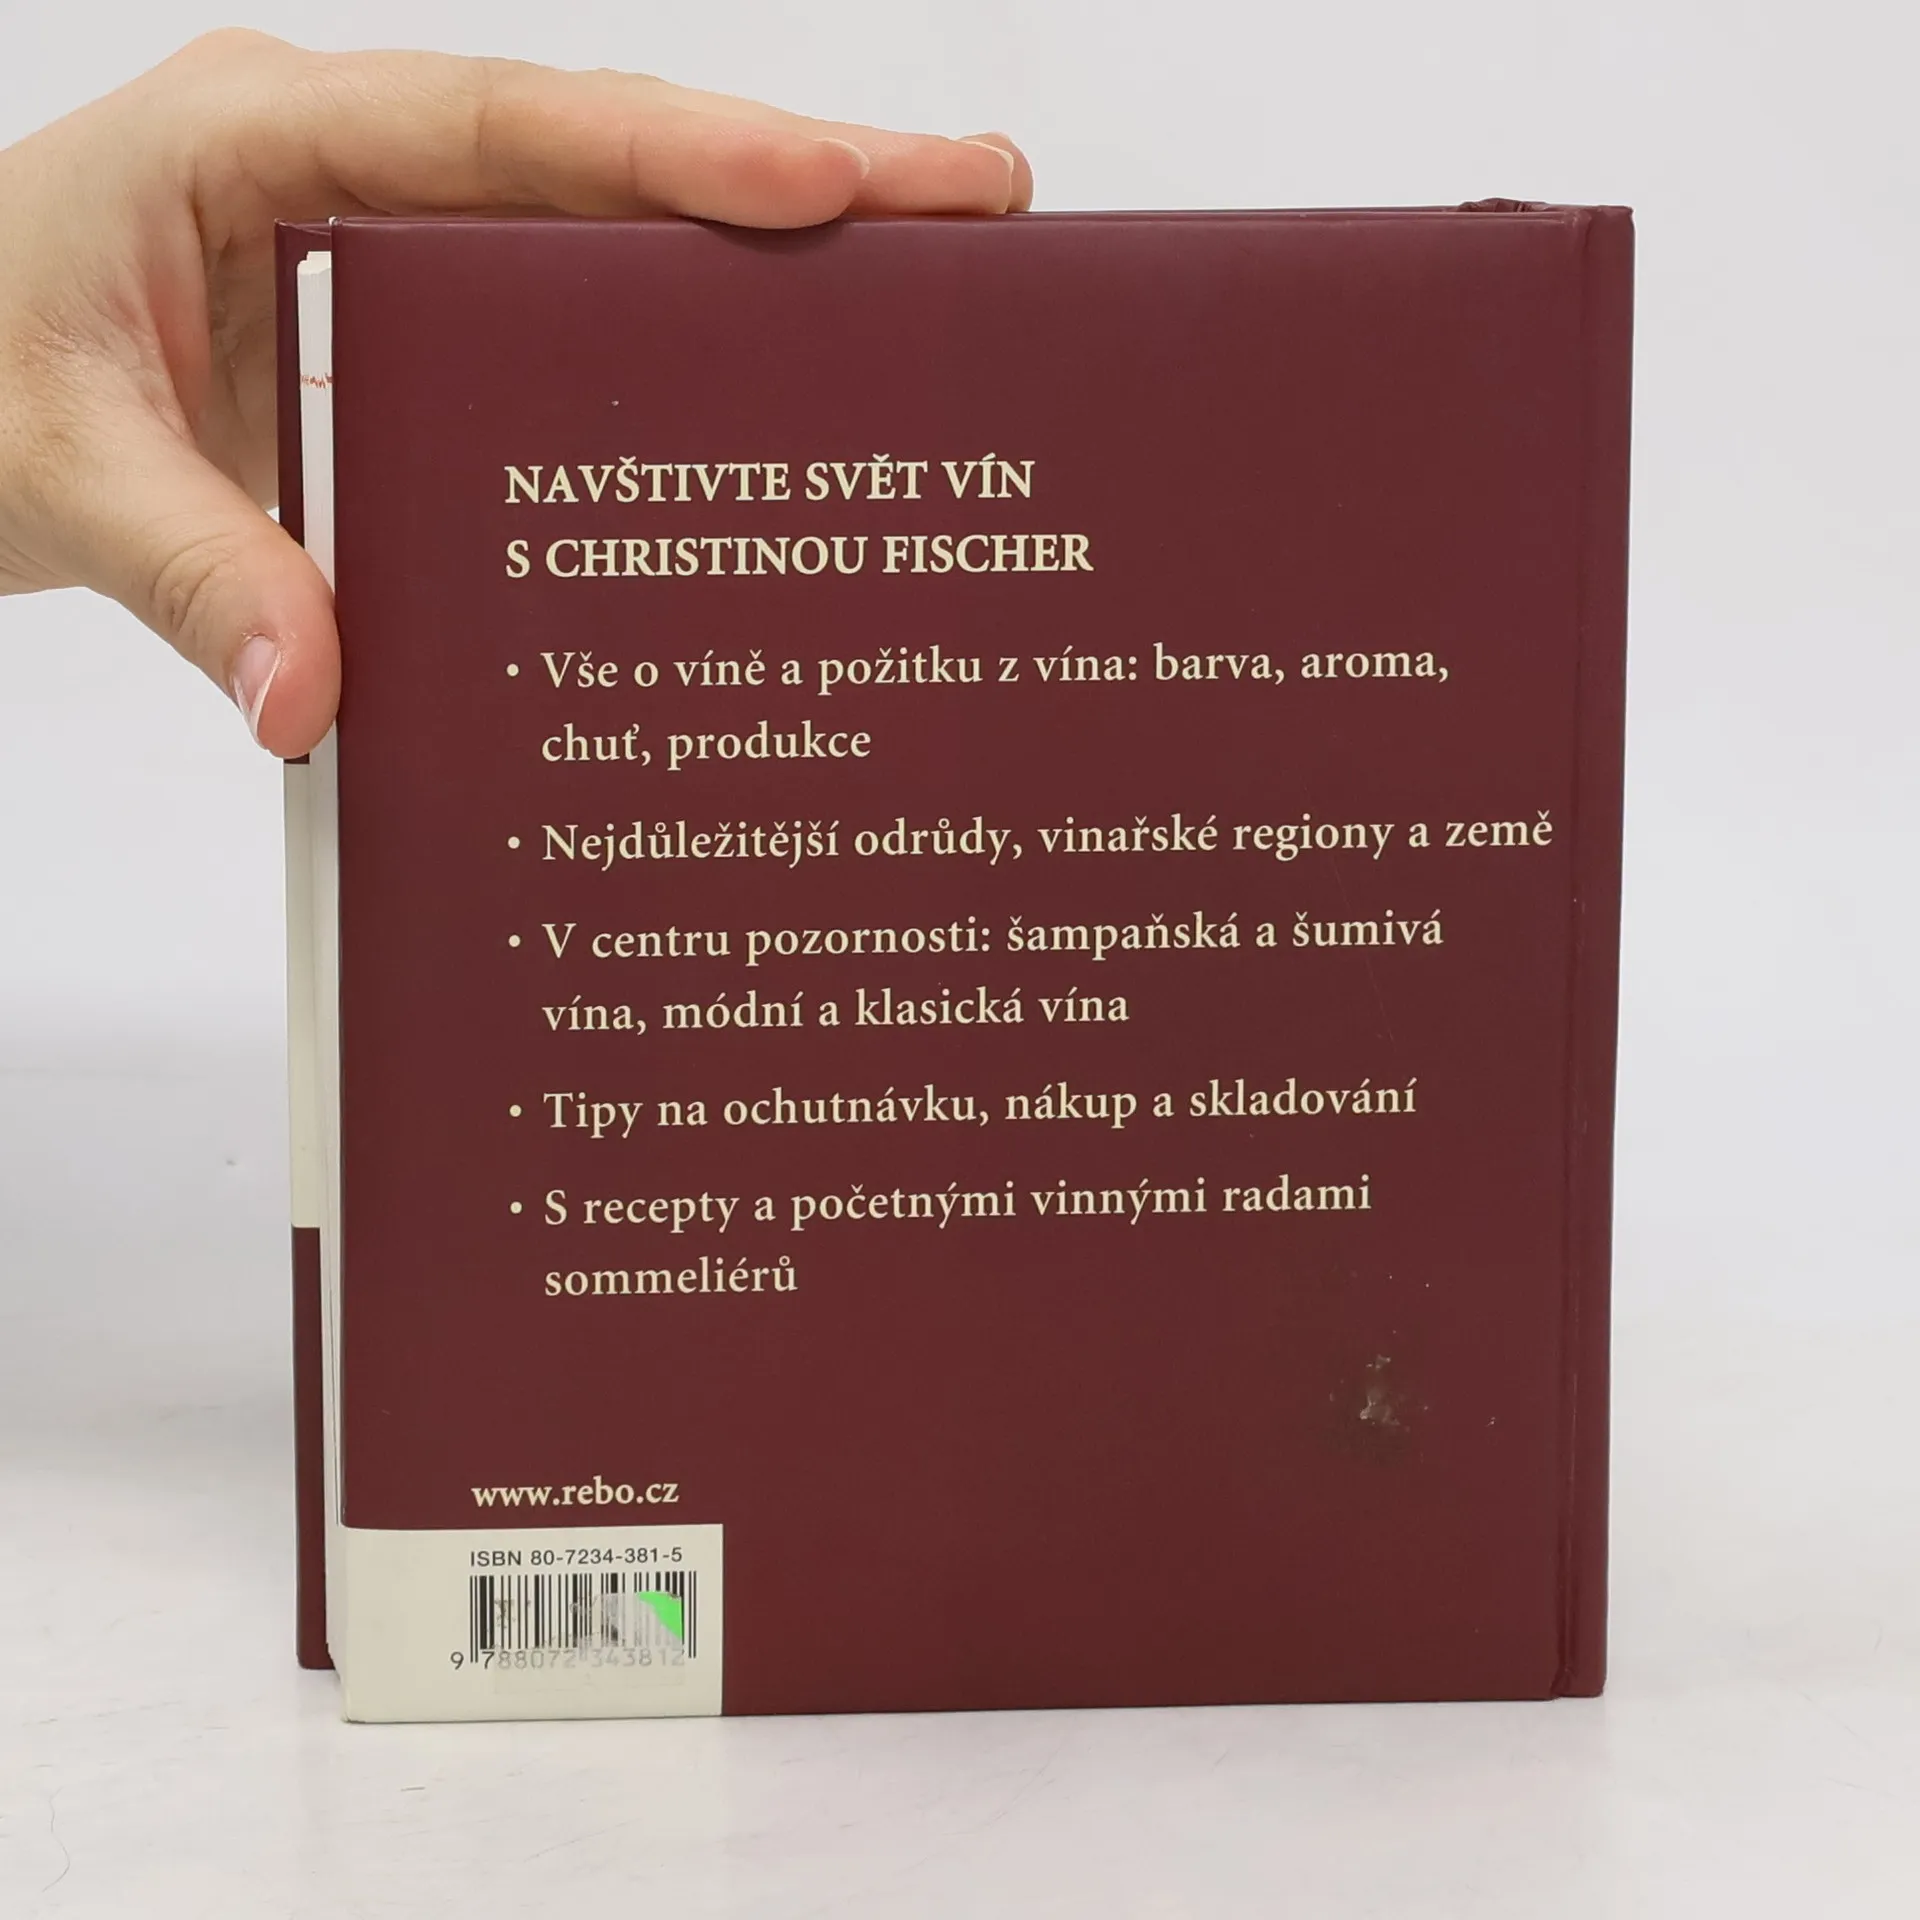 NAVŠTIVTE SVĚT VÍN
S CHRISTINOU FISCHER
• Vše o víně a požitku z vína: barva, aroma,
chuť, produkce
• Nejdůležitější odrůdy, vinařské regiony a země
• V centru pozornosti: šampaňská a šumivá
vína, módní a klasická vína
• Tipy na ochutnávku, nákup a skladování
• S recepty a početnými vinnými radami
sommeliérů
www.rebo.cz
ISBN 80-7234-381-5
9 788072 343812